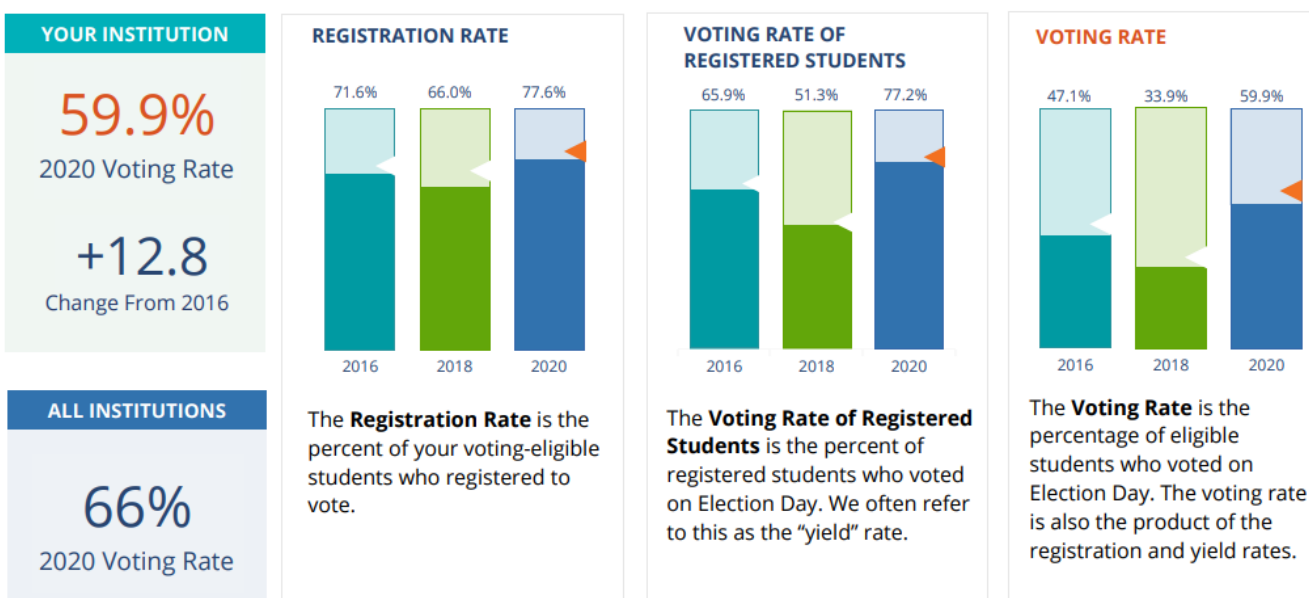 YOUR INSTITUTION
59.9%
2020 Voting Rate
+12.8
Change From 2016
ALL INSTITUTIONS
66%
2020 Voting Rate
REGISTRATION RATE
71.6% 66.0% 77.6%
2016 2018 2020
The Registration Rate is the
percent of your voting-eligible
students who registered to
vote.
VOTING RATE OF
REGISTERED STUDENTS
65.9% 51.3% 77.2%
2016 2018 2020
The Voting Rate of Registered
Students is the percent of
registered students who voted
on Election Day. We often refer
to this as the “yield” rate.
VOTING RATE
47.1% 33.9% 59.9%
2016 2018 2020
The Voting Rate is the
percentage of eligible
students who voted on
Election Day. The voting rate
is also the product of the
registration and yield rates.